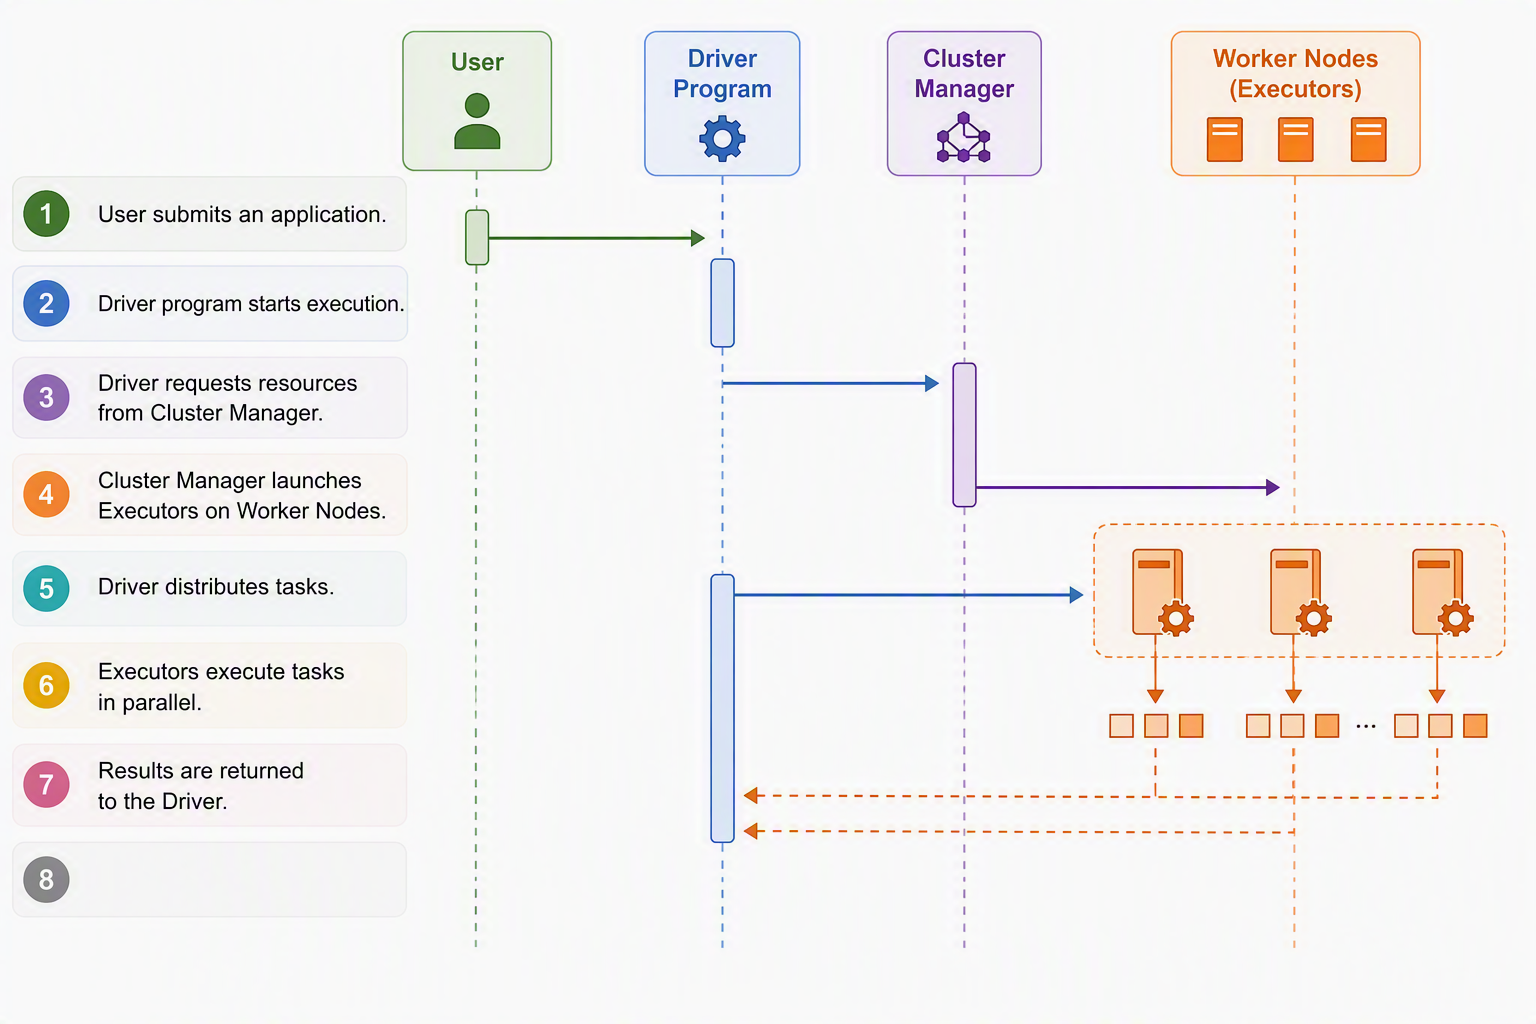 User
Driver
Program
Cluster
Manager
Worker Nodes
(Executors)
1
User submits an application.
2
Driver program starts execution.
3
Driver requests resources
from Cluster Manager.
4
Cluster Manager launches
Executors on Worker Nodes.
5
Driver distributes tasks.
6
Executors execute tasks
in parallel.
...
7
Results are returned
to the Driver.
8